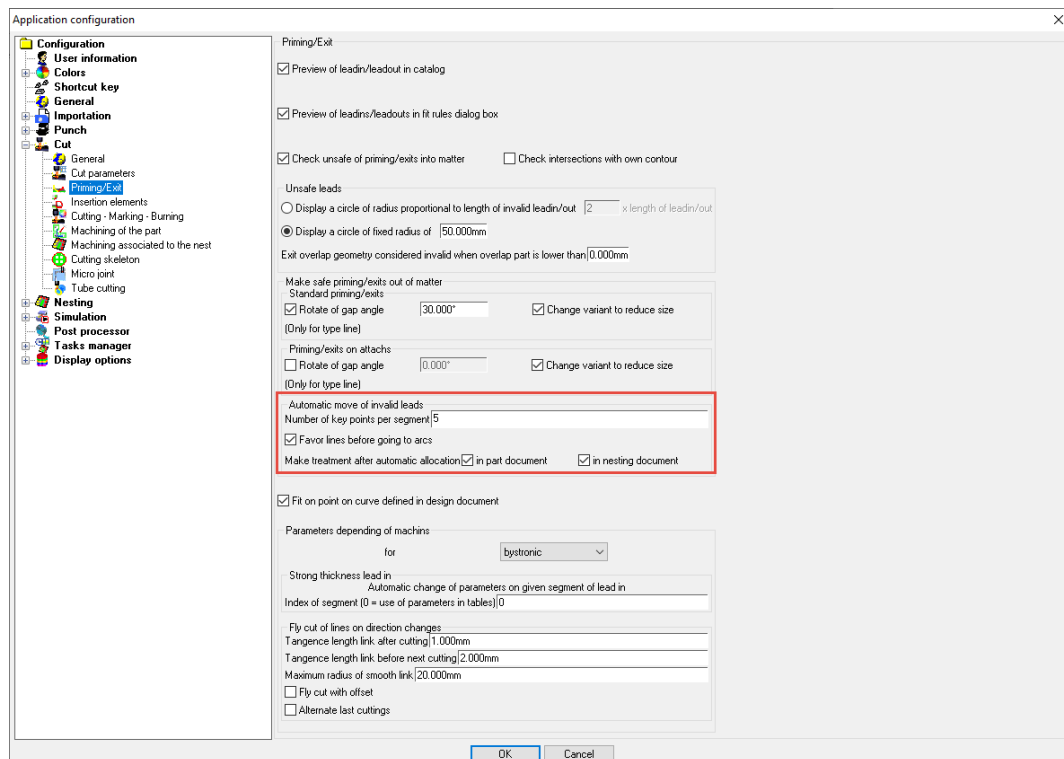 Application configuration
Configuration
User information
Colors
Shortcut key
General
Importation
Punch
Cut
General
Cut parameters
Priming/Exit
Insertion elements
Cutting - Marking - Burning
Machining of the part
Machining associated to the nest
Cutting skeleton
Micro joint
Tube cutting
Nesting
Simulation
Post processor
Tasks manager
Display options
Priming/Exit
Preview of leadin/leadout in catalog
Preview of leadins/leadouts in fit rules dialog box
Check unsafe of priming/exits into matter Check intersections with own contour
Unsafe leads
Display a circle of radius proportional to length of invalid leadin/out 2 x length of leadin/out
Display a circle of fixed radius of 50.000mm
Exit overlap geometry considered invalid when overlap part is lower than 0.000mm
Make safe priming/exits out of matter
Standard priming/exits
Rotate of gap angle 30.000° Change variant to reduce size
(Only for type line)
Priming/exits on attachs
Rotate of gap angle 0.000° Change variant to reduce size
(Only for type line)
Automatic move of invalid leads
Number of key points per segment 5
Favor lines before going to arcs
Make treatment after automatic allocation in part document in nesting document
Fit on point on curve defined in design document
Parameters depending of machins
for bystronic
Strong thickness lead in
Automatic change of parameters on given segment of lead in
Index of segment (0 = use of parameters in tables) 0
Fly cut of lines on direction changes
Tangence length link after cutting 1.000mm
Tangence length link before next cutting 2.000mm
Maximum radius of smooth link 20.000mm
Fly cut with offset
Alternate last cuttings
OK Cancel